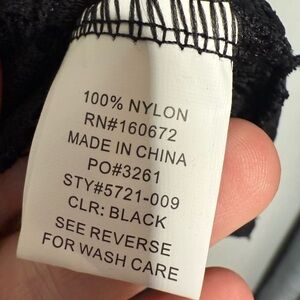 100% NYLON
RN#160672
MADE IN CHINA
PO#3261
STY#5721-009
CLR: BLACK
SEE REVERSE
FOR WASH CARE